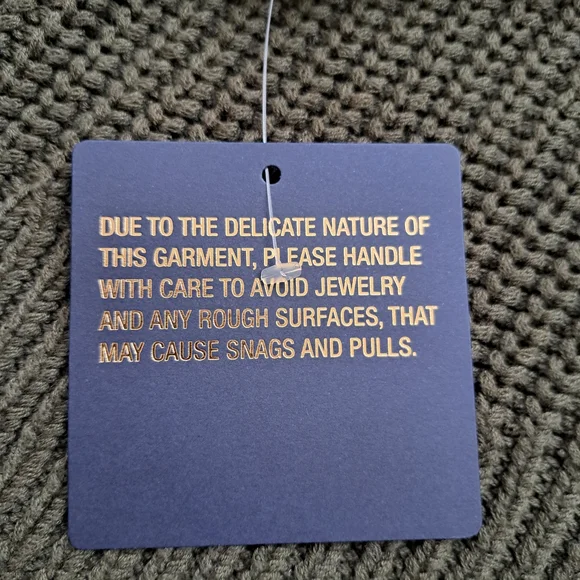 DUE TO THE DELICATE NATURE OF
THIS GARMENT, PLEASE HANDLE
WITH CARE TO AVOID JEWELRY
AND ANY ROUGH SURFACES, THAT
MAY CAUSE SNAGS AND PULLS.